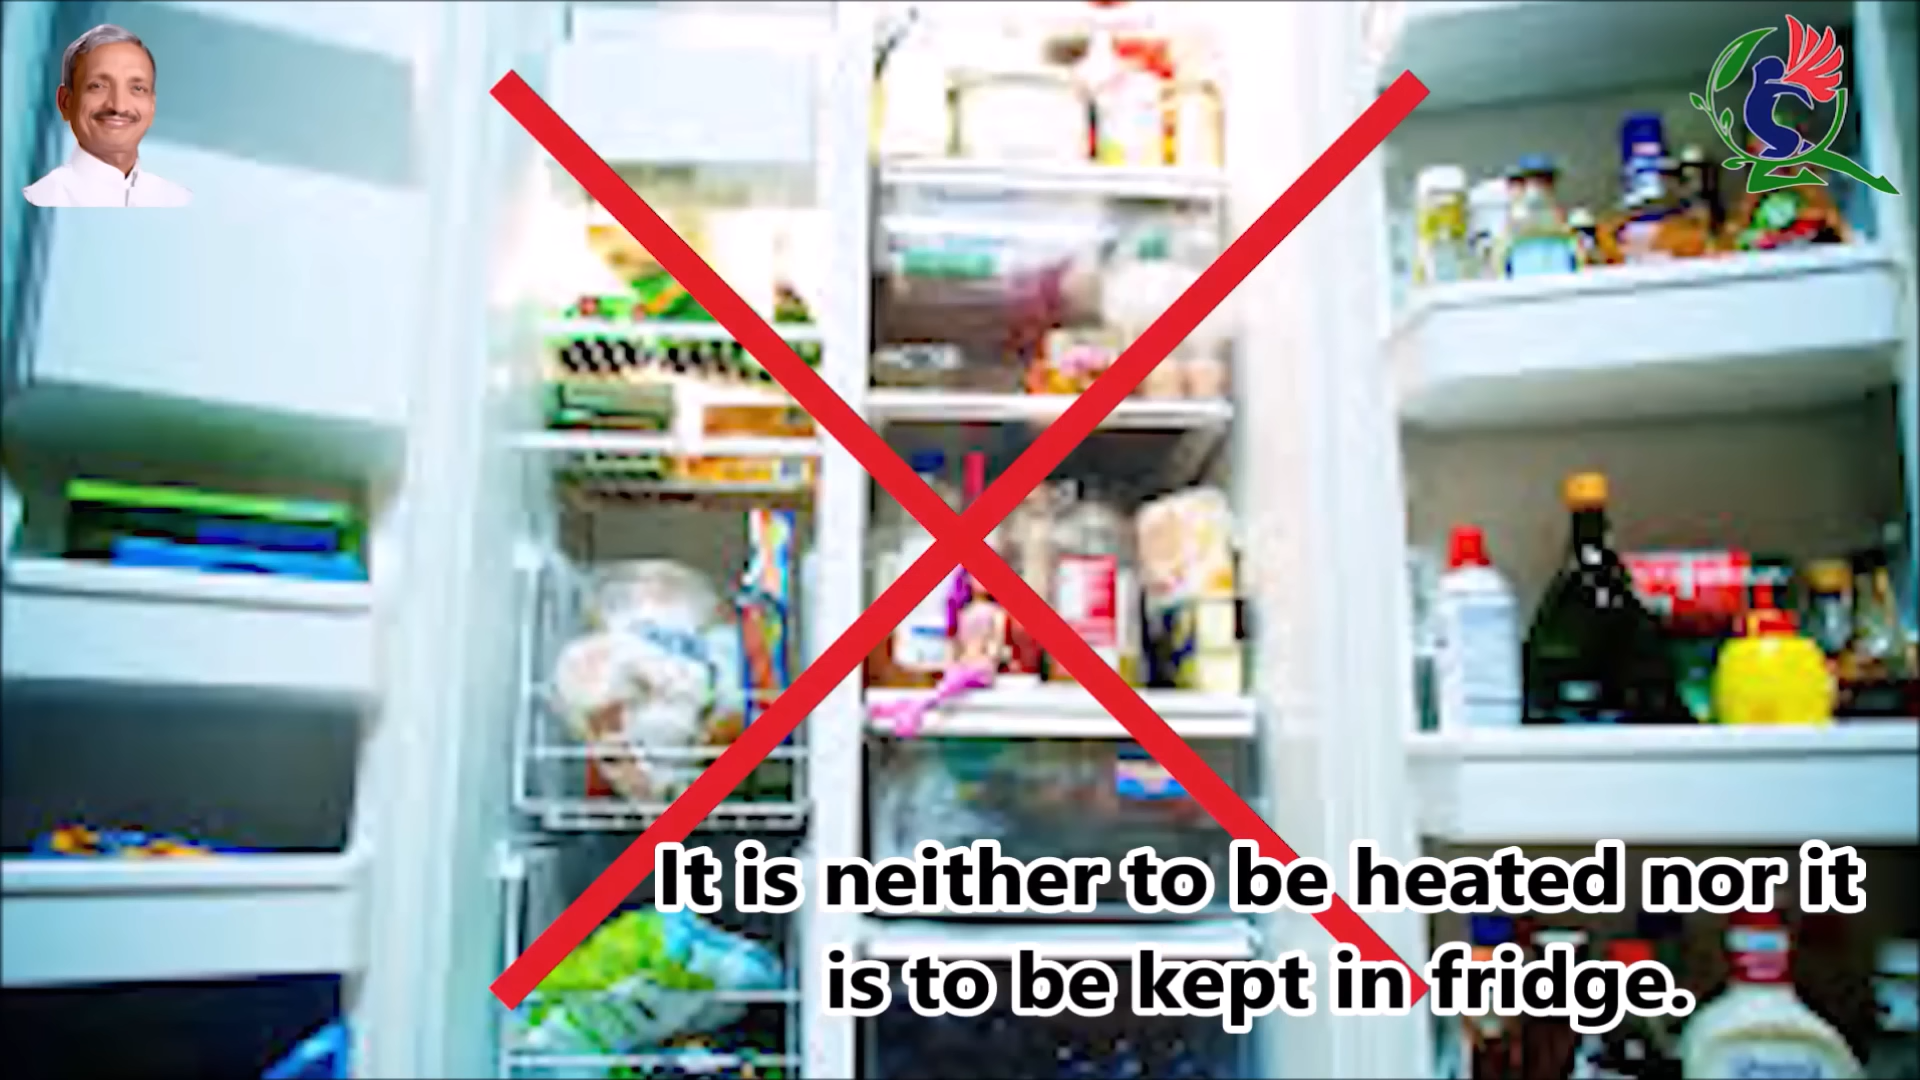 It is neither to be heated nor it
is to be kept in fridge.